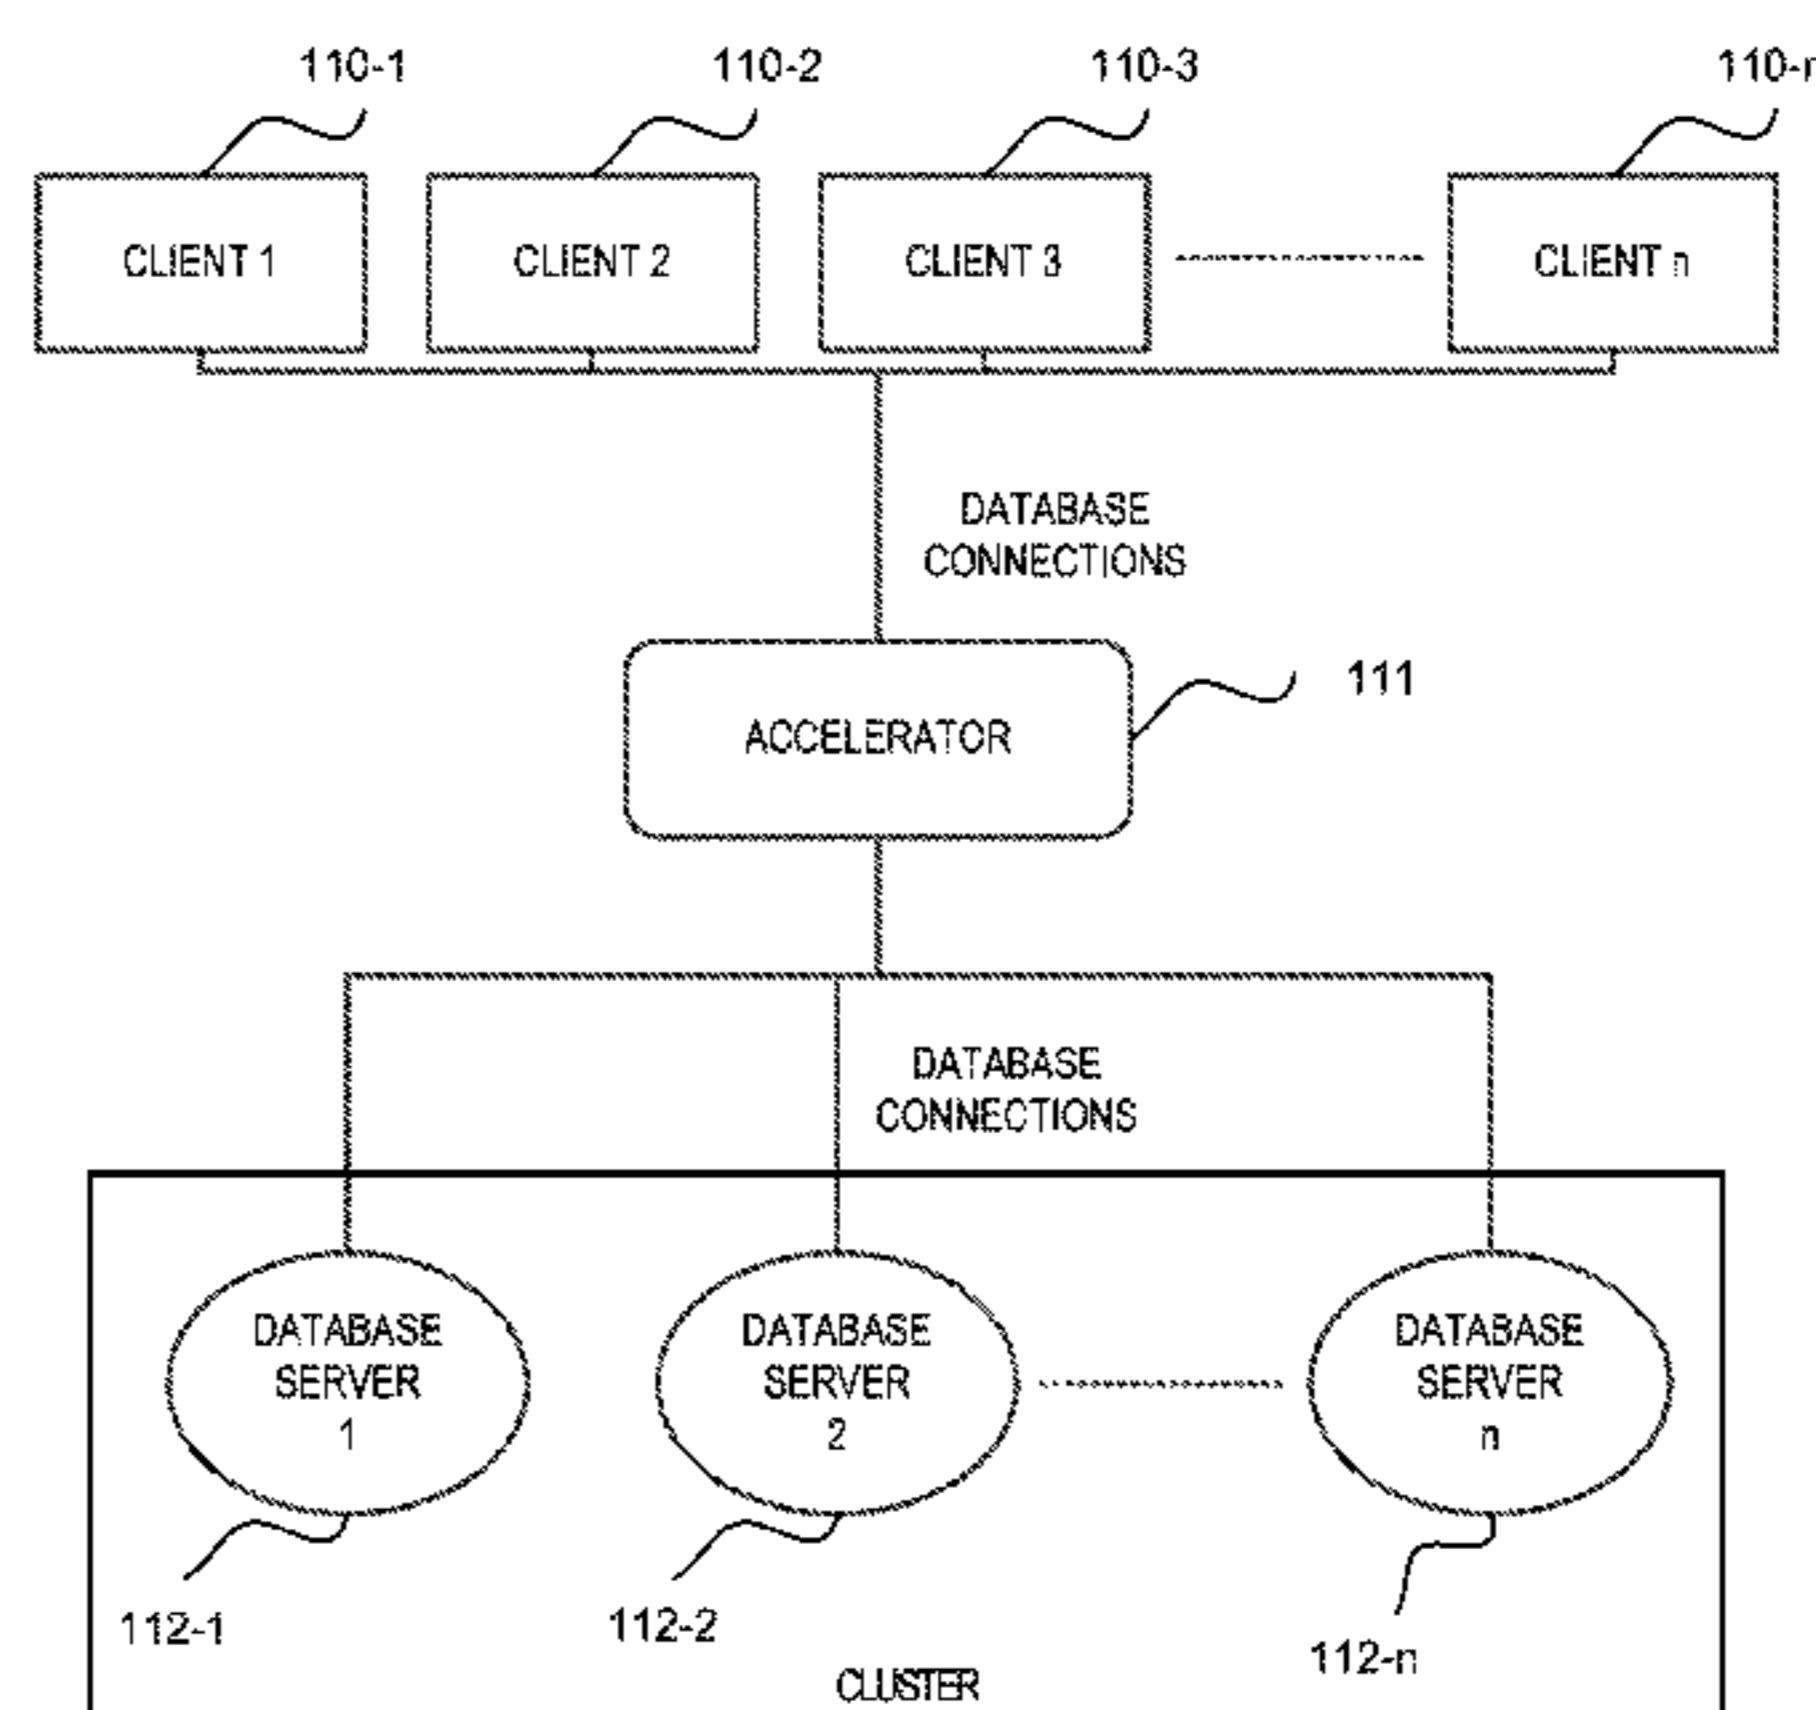 110-1
110-2
110-3
110-n
CLIENT 1
CLIENT 2
CLIENT 3
CLIENT n
DATABASE
CONNECTIONS
ACCELERATOR
111
DATABASE
CONNECTIONS
DATABASE
SERVER
1
DATABASE
SERVER
2
DATABASE
SERVER
n
112-1
112-2
112-n
CLUSTER